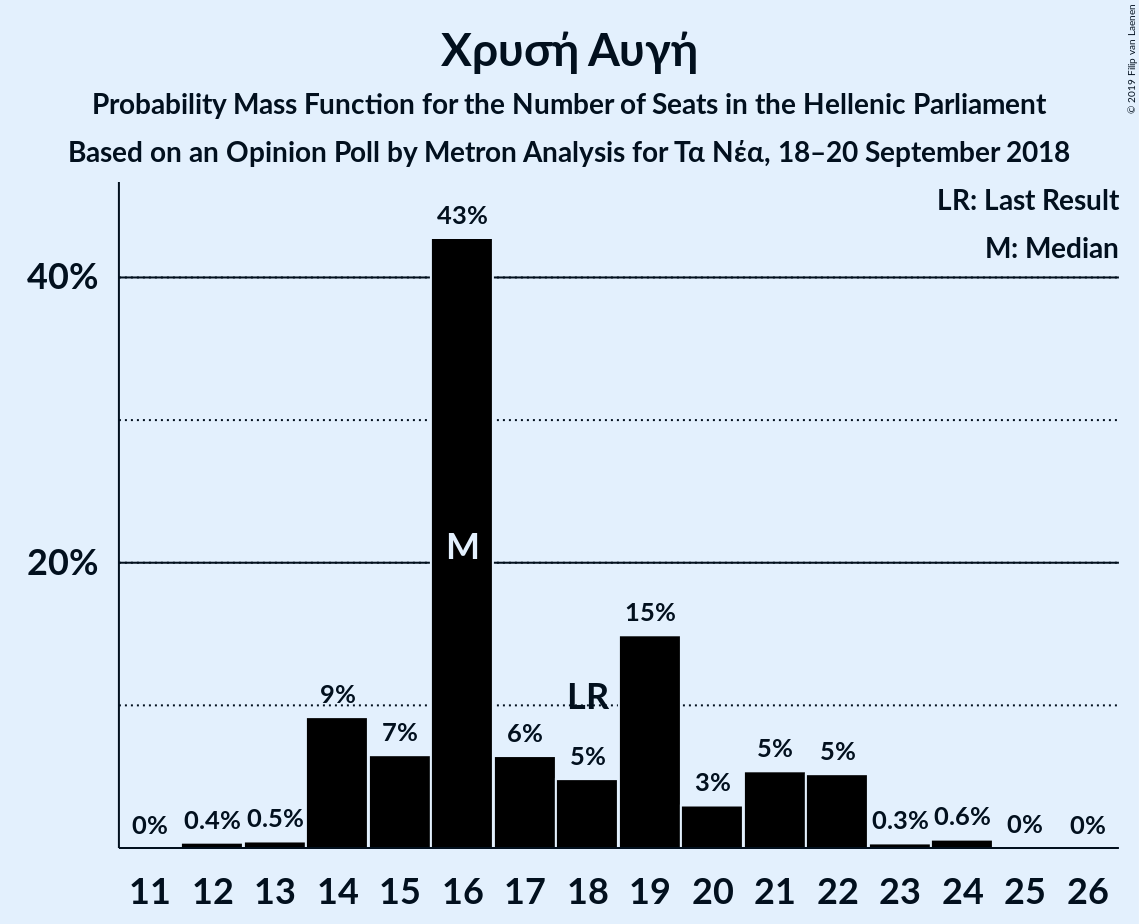 Χρυσή Αυγή
Probability Mass Function for the Number of Seats in the Hellenic Parliament
Based on an Opinion Poll by Metron Analysis for Τα Νέα, 18–20 September 2018
© 2019 Filip van Laenen
LR: Last Result
M: Median
40%
20%
0%
0.4%
0.5%
9%
7%
43%
M
6%
LR
5%
15%
3%
5%
5%
0.3%
0.6%
0%
0%
11 12 13 14 15 16 17 18 19 20 21 22 23 24 25 26